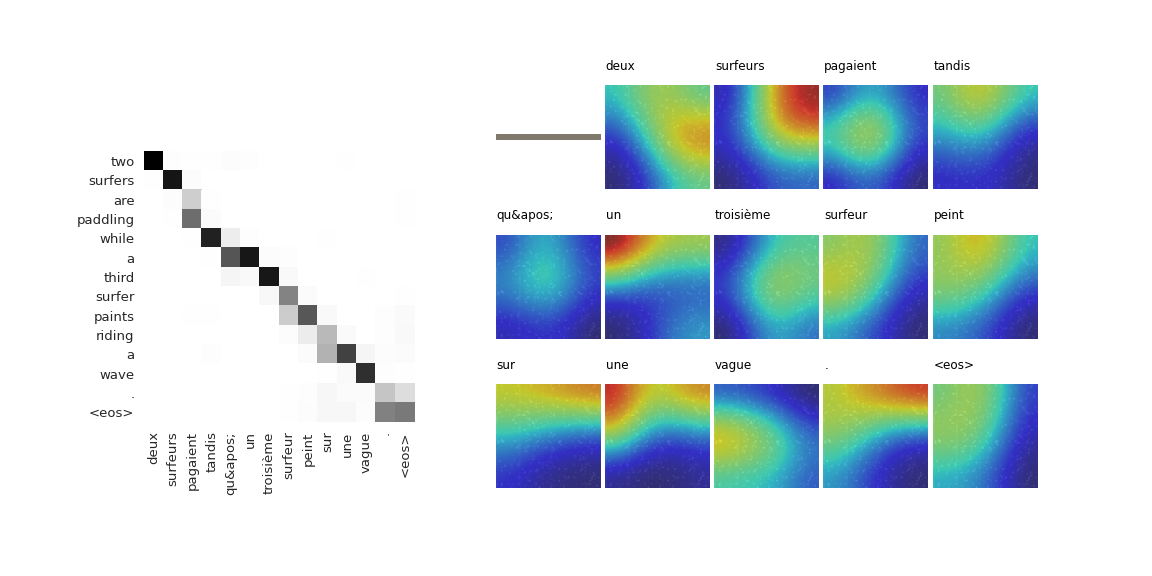 two
surfers
are
paddling
while
a
third
surfer
paints
riding
a
wave
.
<eos>
deux
surfeurs
pagaient
tandis
qu&apos;
un
troisième
surfeur
peint
sur
une
vague
.
<eos>
deux surfeurs pagaient tandis
qu&apos; un troisième surfeur peint
sur une vague . <eos>